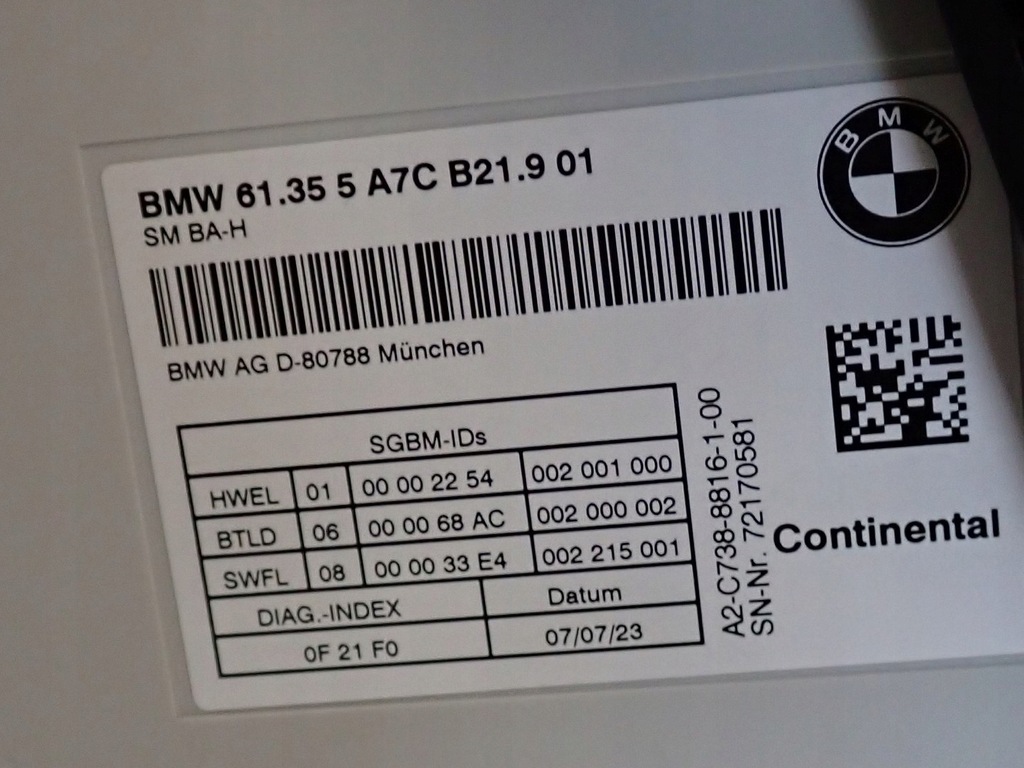 BMW 61.35 5 A7C B21.9 01
SM BA-H
BMW
BMW AG D-80788 München
SGBM-IDs
HWEL 01 00 00 22 54 002 001 000
BTLD 06 00 00 68 AC 002 000 002
SWFL 08 00 00 33 E4 002 215 001
DIAG.-INDEX Datum
0F 21 F0 07/07/23
A2-C738-8816-1-00
SN-Nr. 72170581
Continental